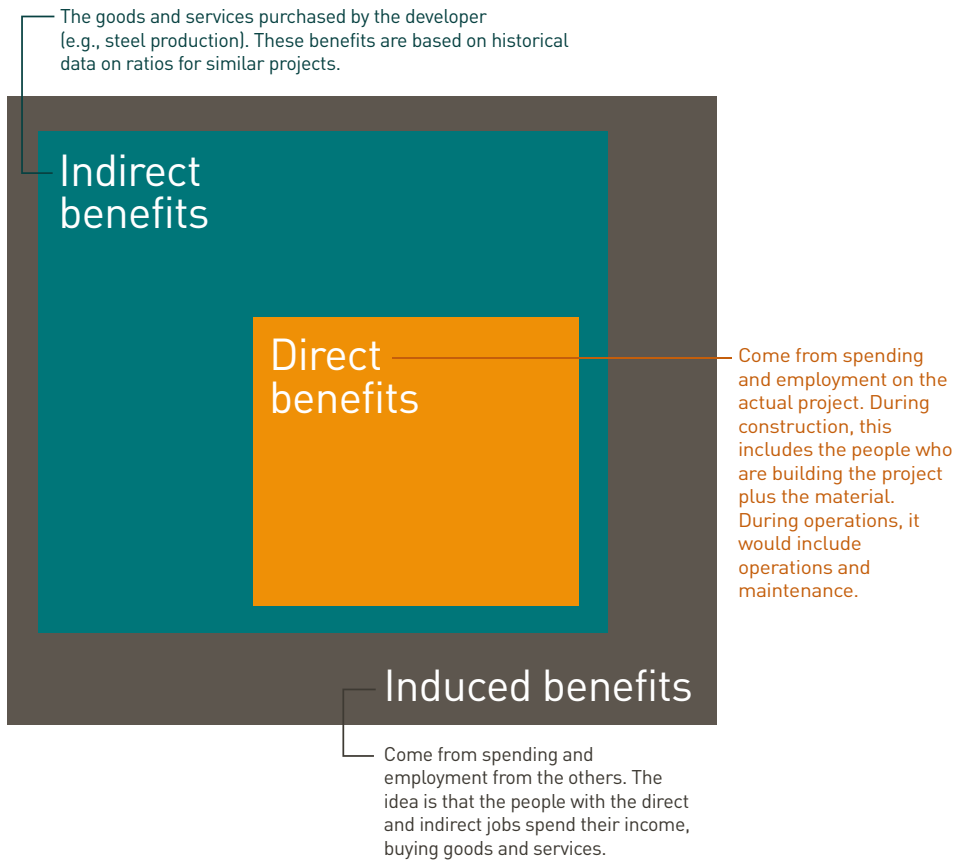 The goods and services purchased by the developer
(e.g., steel production). These benefits are based on historical
data on ratios for similar projects.
Indirect
benefits
Direct
benefits
Come from spending
and employment on the
actual project. During
construction, this
includes the people who
are building the project
plus the material.
During operations, it
would include
operations and
maintenance.
Induced benefits
Come from spending and
employment from the others. The
idea is that the people with the direct
and indirect jobs spend their income,
buying goods and services.